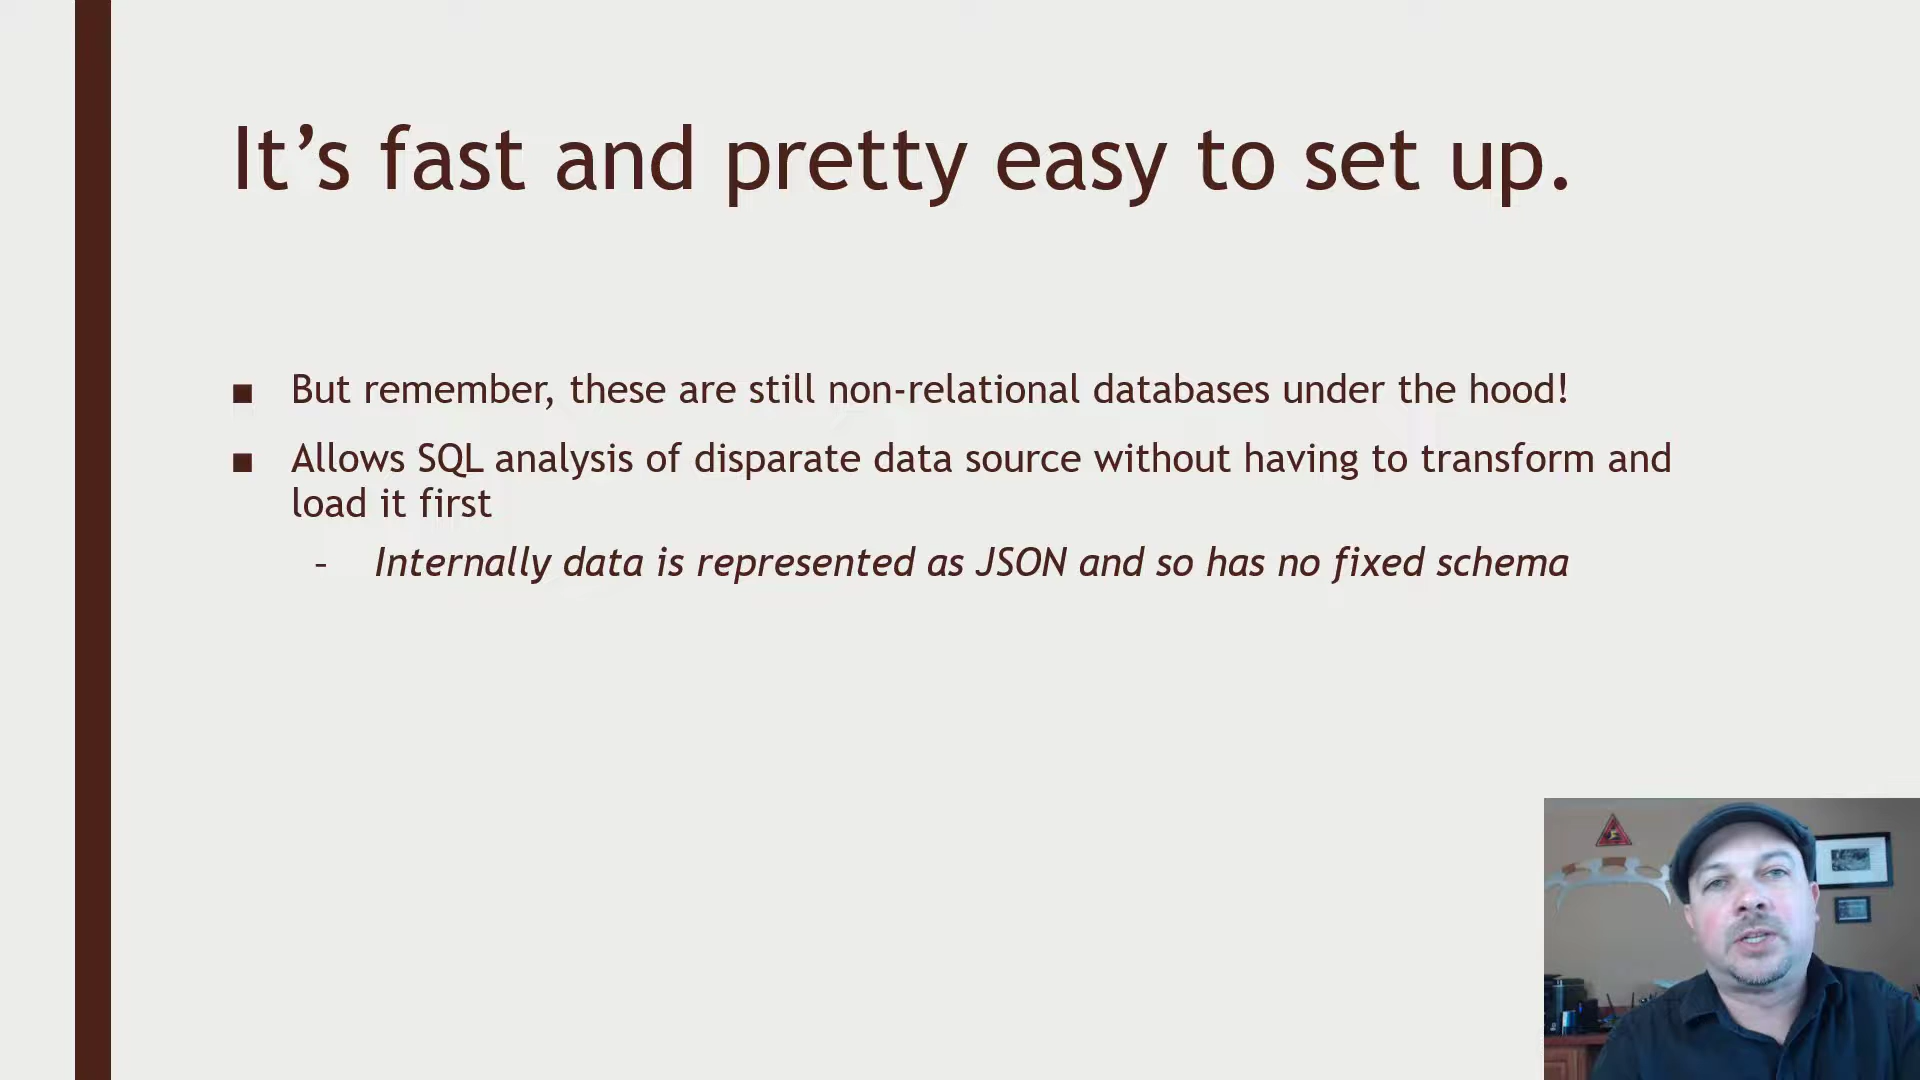 It’s fast and pretty easy to set up.
■ But remember, these are still non-relational databases under the hood!
■ Allows SQL analysis of disparate data source without having to transform and
load it first
– Internally data is represented as JSON and so has no fixed schema